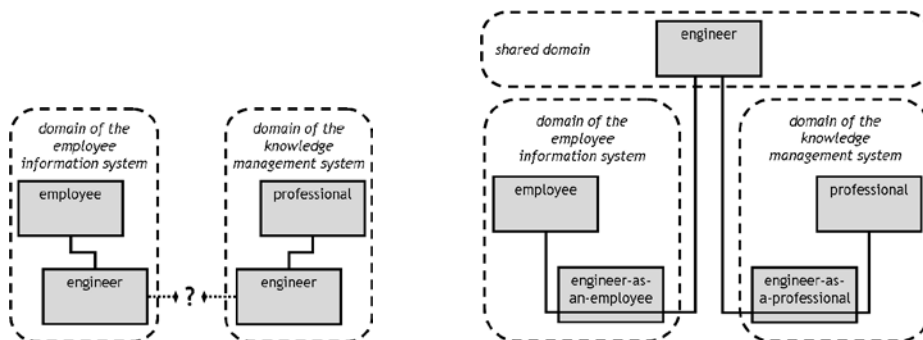 domain of the
employee
information system
employee
engineer
domain of the
knowledge
management system
professional
engineer
?
shared domain
engineer
domain of the
employee
information system
employee
engineer-as-
an-employee
domain of the
knowledge
management system
professional
engineer-as-
a-professional